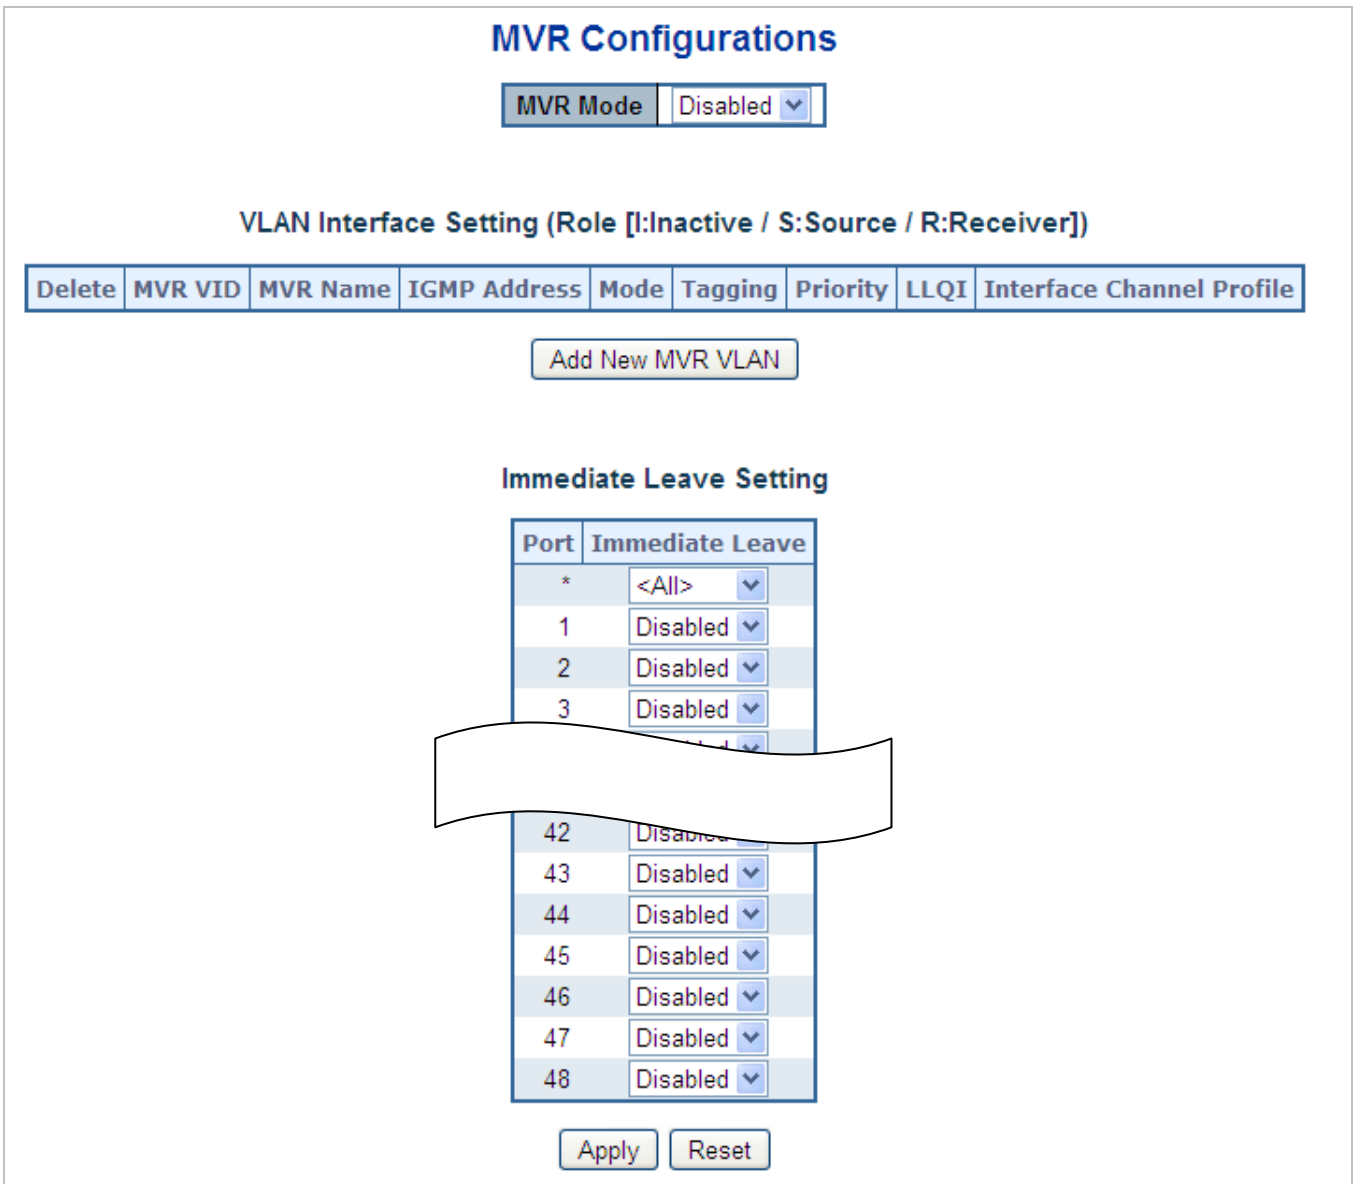 MVR Configurations
MVR Mode Disabled
VLAN Interface Setting (Role [I:Inactive / S:Source / R:Receiver])
Delete MVR VID MVR Name IGMP Address Mode Tagging Priority LLQI Interface Channel Profile
Add New MVR VLAN
Immediate Leave Setting
Port Immediate Leave
* <All>
1 Disabled
2 Disabled
3 Disabled
42 Disabled
43 Disabled
44 Disabled
45 Disabled
46 Disabled
47 Disabled
48 Disabled
Apply Reset